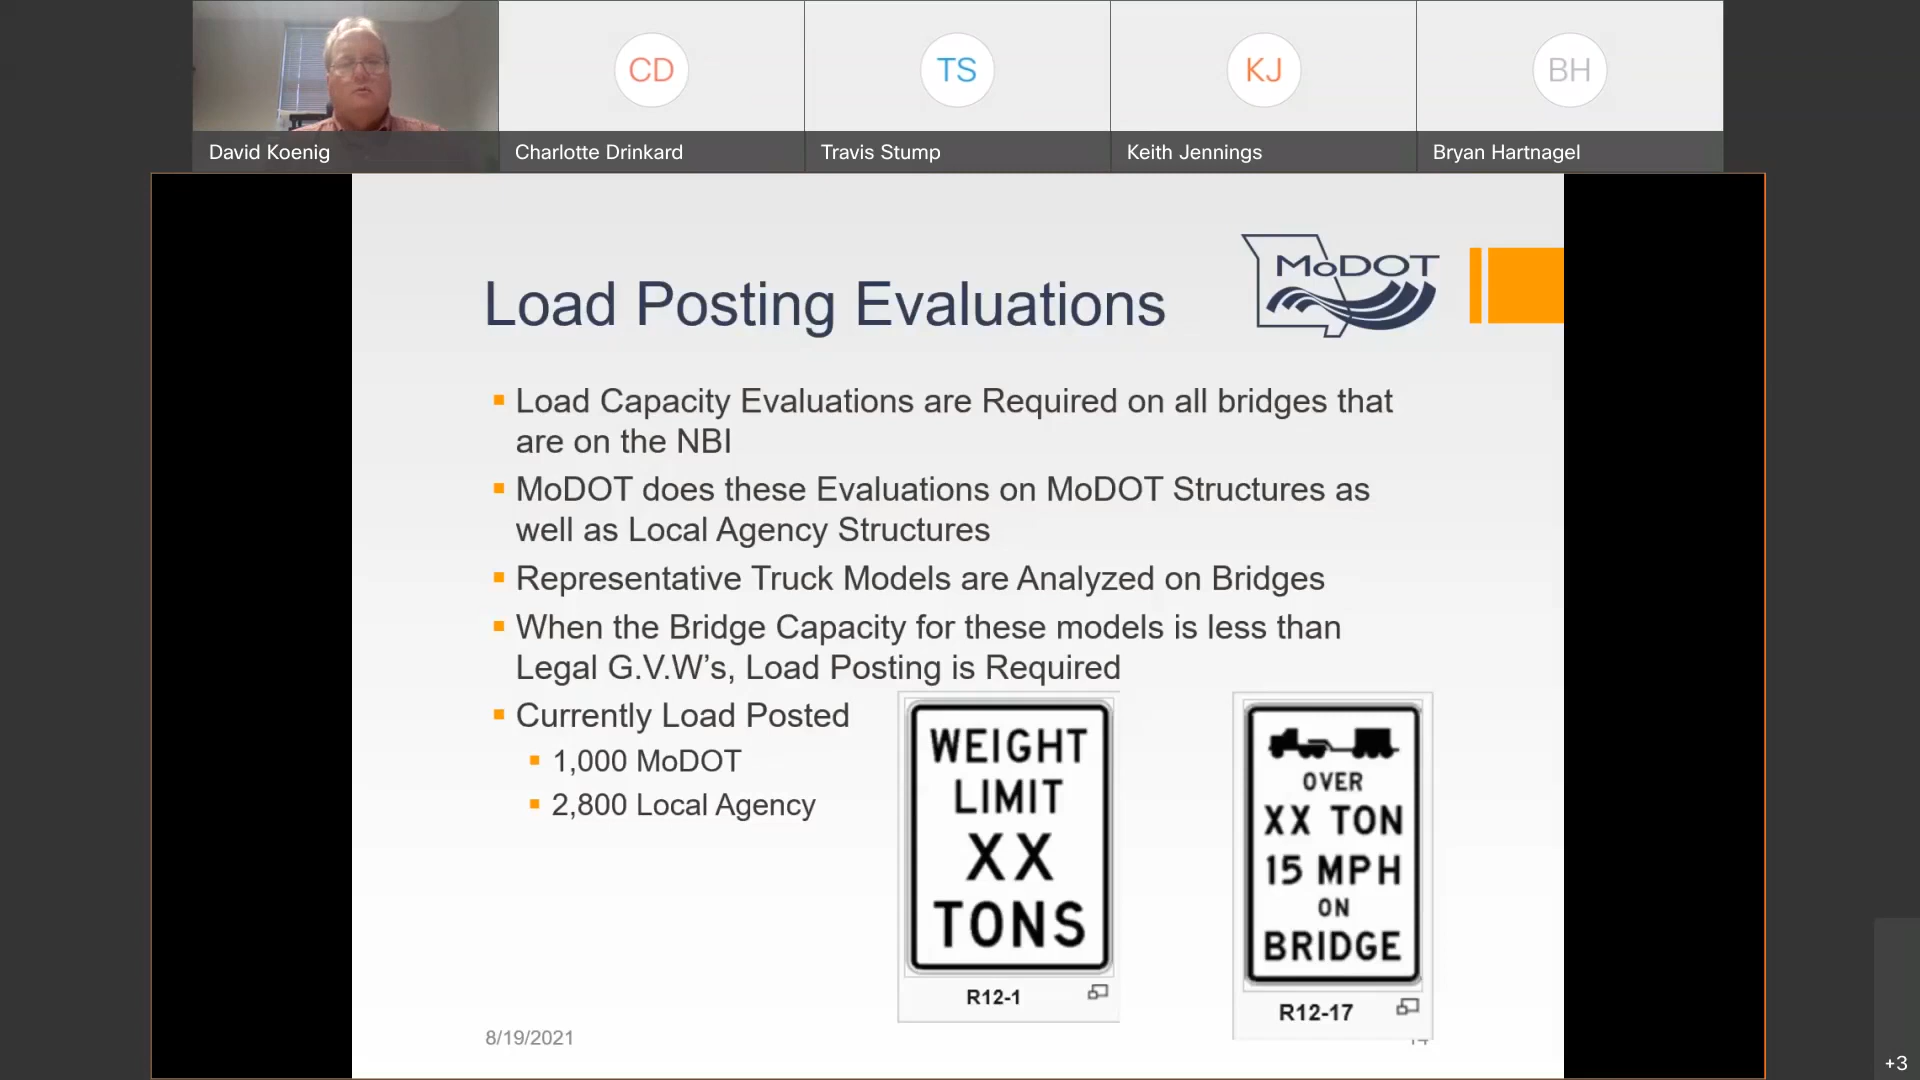 CD
TS
KJ
BH
David Koenig
Charlotte Drinkard
Travis Stump
Keith Jennings
Bryan Hartnagel
MoDOT
Load Posting Evaluations
Load Capacity Evaluations are Required on all bridges that
are on the NBI
MoDOT does these Evaluations on MoDOT Structures as
well as Local Agency Structures
Representative Truck Models are Analyzed on Bridges
When the Bridge Capacity for these models is less than
Legal G.V.W's, Load Posting is Required
Currently Load Posted
1,000 MoDOT
2,800 Local Agency
WEIGHT
LIMIT
XX
TONS
R12-1
OVER
XX TON
15 MPH
ON
BRIDGE
R12-17
8/19/2021
+3